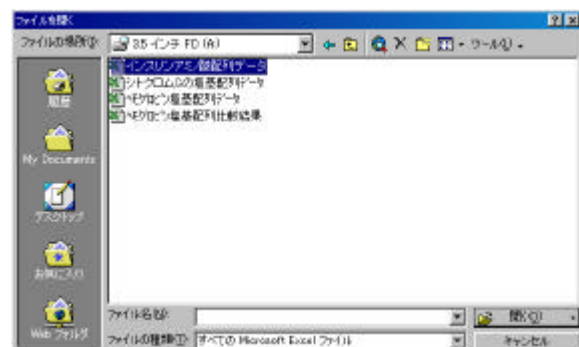 ファイルを開く
ファイルの場所(I):
3.5 インチ FD (A)
ツール(L)
インスリンアミノ酸配列データ
シトクロムcの塩基配列データ
ヘモグロビン塩基配列データ
ヘモグロビン塩基配列比較結果
履歴
My Documents
デスクトップ
お気に入り
Web フォルダ
ファイル名(N):
開く(O)
ファイルの種類(T):
すべての Microsoft Excel ファイル
キャンセル